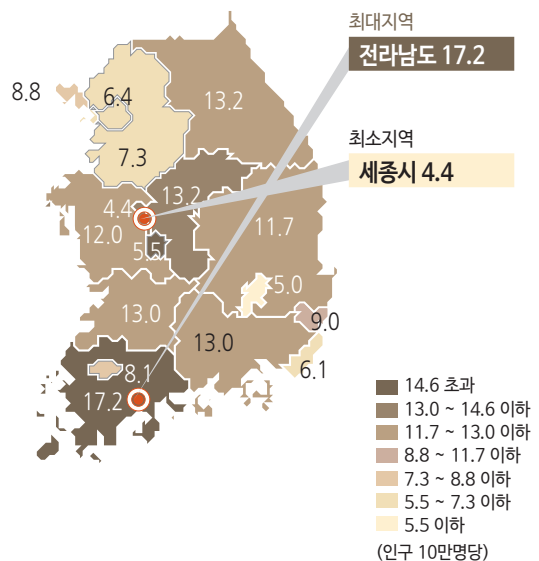 최대지역
전라남도 17.2
8.8
6.4
13.2
최소지역
7.3
세종시 4.4
13.2
4.4
11.7
12.0
5.5
5.0
13.0
9.0
13.0
6.1
8.1
17.2
14.6 초과
13.0 ~ 14.6 이하
11.7 ~ 13.0 이하
8.8 ~ 11.7 이하
7.3 ~ 8.8 이하
5.5 ~ 7.3 이하
5.5 이하
(인구 10만명당)